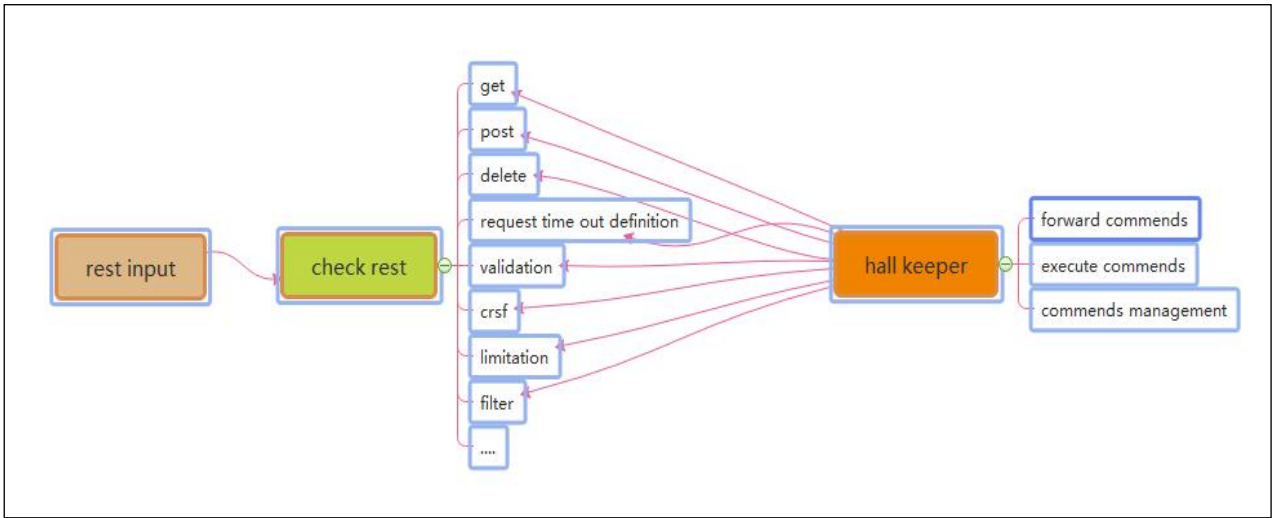 rest input
check rest
get
post
delete
request time out definition
validation
crsf
limitation
filter
....
hall keeper
forward commends
execute commends
commends management